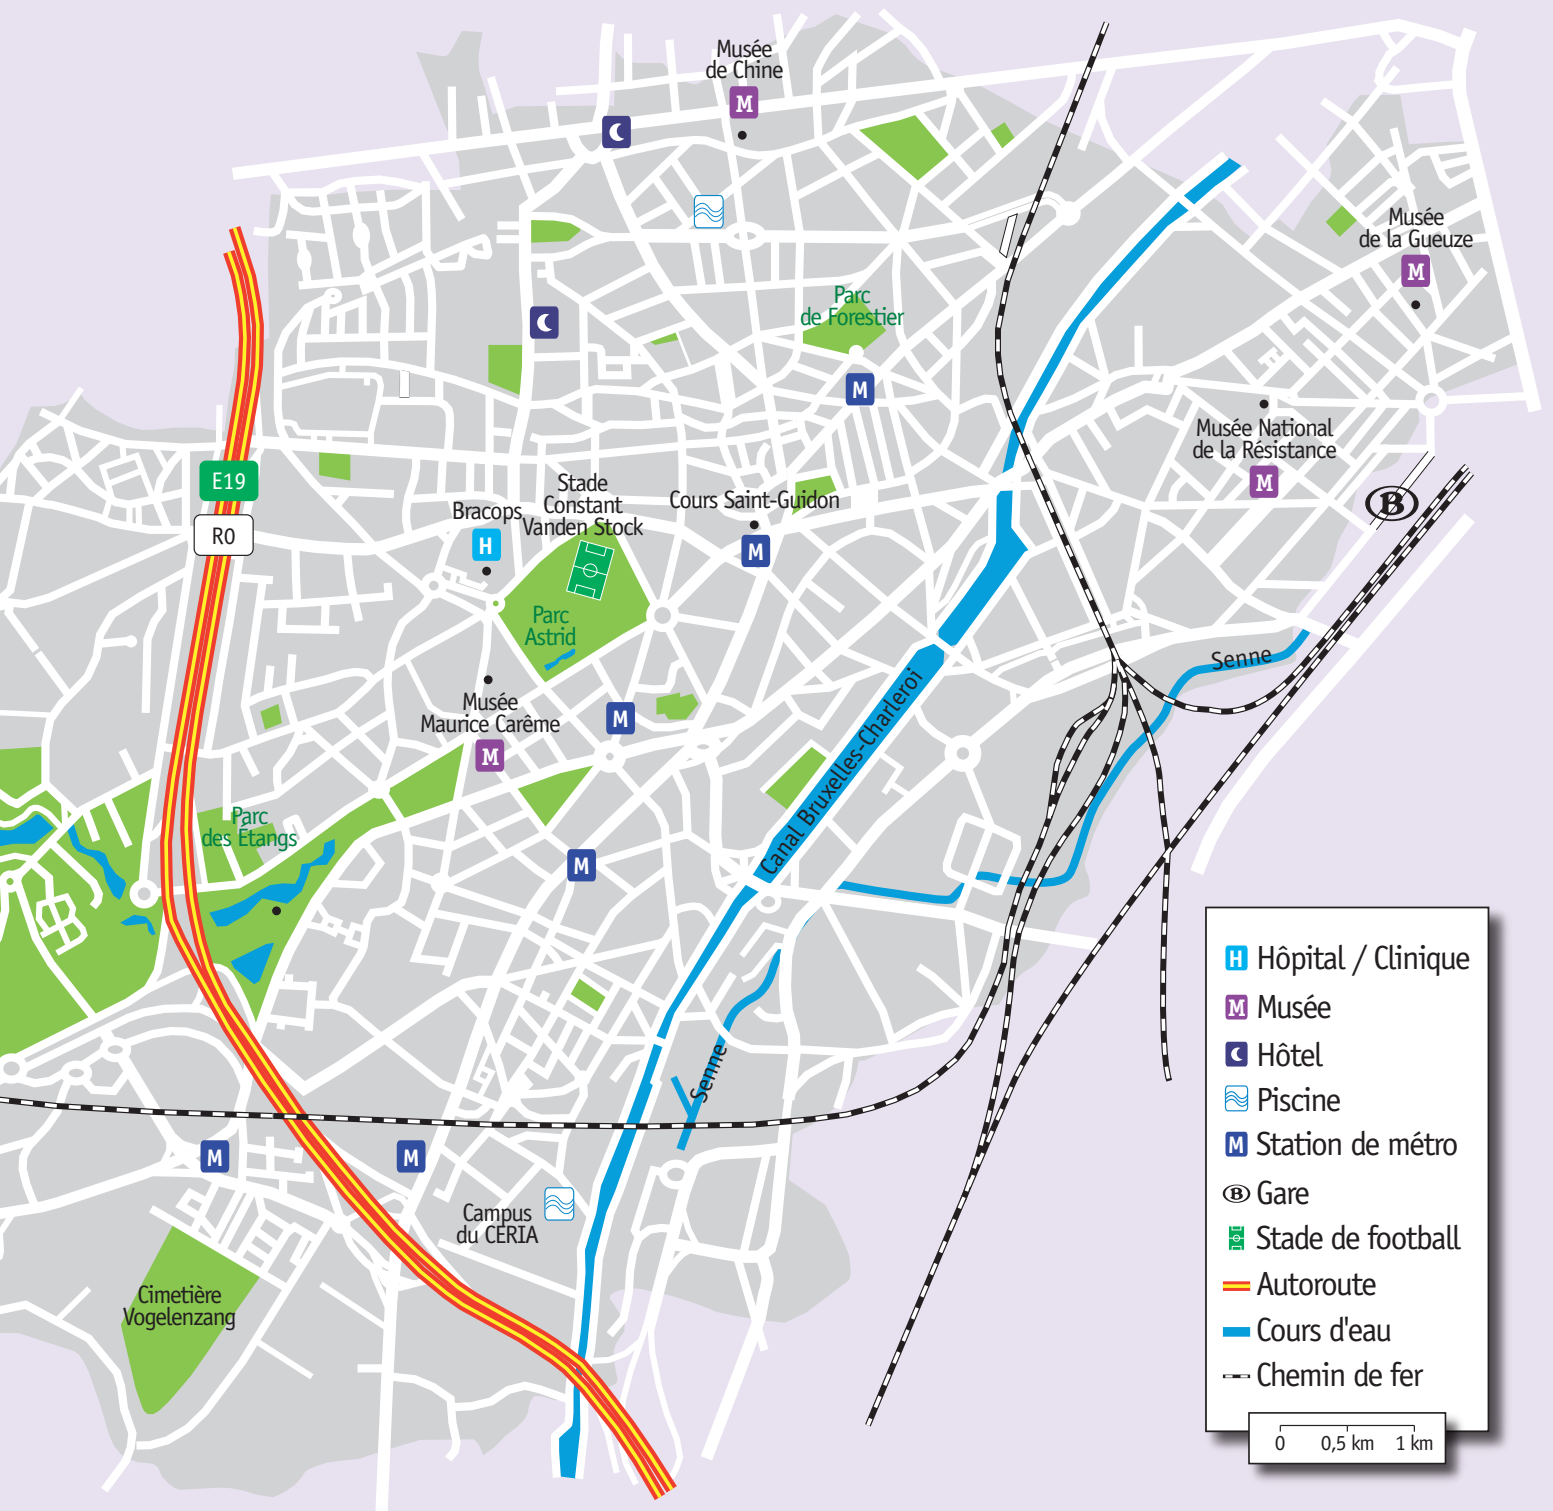 Musée
de Chine
M
Musée
de la Gueuze
M
Parc
de Forestier
M
Musée National
de la Résistance
M
E19
R0
Stade
Constant
Vanden Stock
Bracops
H
Cours Saint-Guidon
M
B
Parc
Astrid
Senne
Musée
Maurice Carême
M
M
Canal Bruxelles-Charleroi
Parc
des Étangs
M
Senne
M
M
Campus
du CERIA
Cimetière
Vogelenzang
H Hôpital / Clinique
M Musée
Hôtel
Piscine
M Station de métro
B Gare
Stade de football
Autoroute
Cours d'eau
Chemin de fer
0 0,5 km 1 km